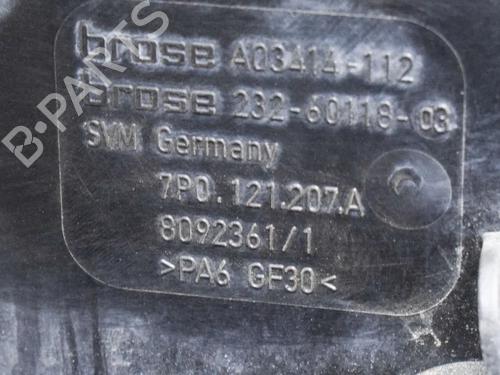 brose A03414-112
brose 232-60118-03
SVM Germany
7P0.121.207.A
8092361/1
>PA6 GF30<
B-PARTS